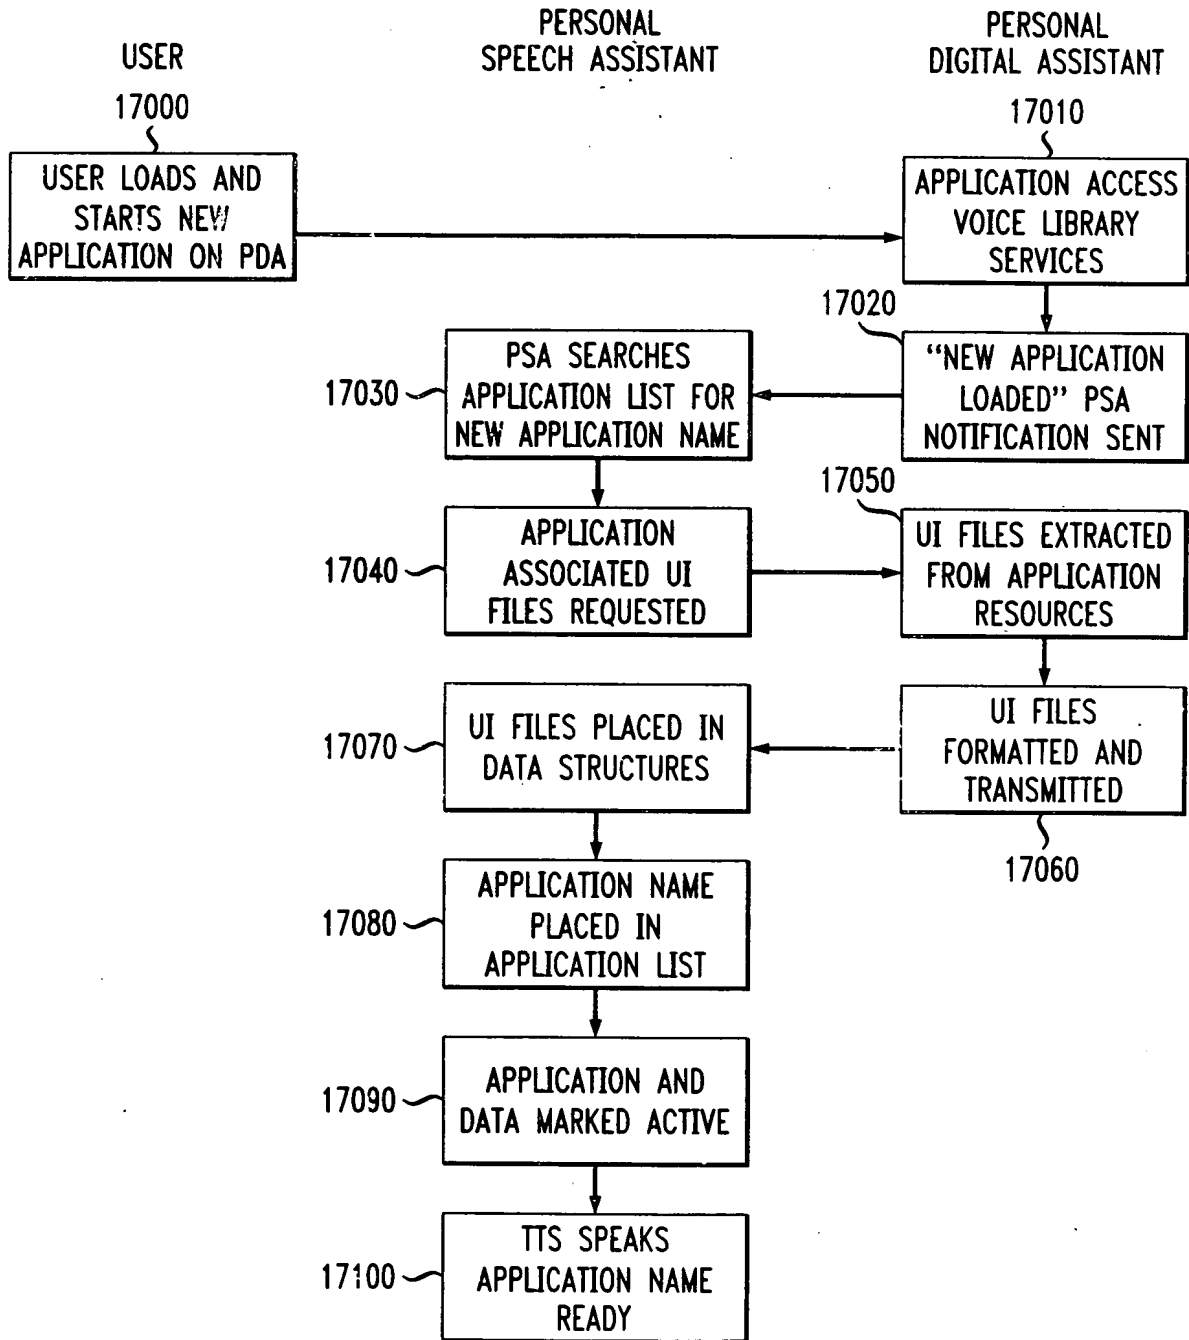 USER
PERSONAL
SPEECH ASSISTANT
PERSONAL
DIGITAL ASSISTANT
17000
USER LOADS AND
STARTS NEW
APPLICATION ON PDA
17010
APPLICATION ACCESS
VOICE LIBRARY
SERVICES
17020
“NEW APPLICATION
LOADED” PSA
NOTIFICATION SENT
17030
PSA SEARCHES
APPLICATION LIST FOR
NEW APPLICATION NAME
17040
APPLICATION
ASSOCIATED UI
FILES REQUESTED
17050
UI FILES EXTRACTED
FROM APPLICATION
RESOURCES
UI FILES
FORMATTED AND
TRANSMITTED
17060
17070
UI FILES PLACED IN
DATA STRUCTURES
17080
APPLICATION NAME
PLACED IN
APPLICATION LIST
17090
APPLICATION AND
DATA MARKED ACTIVE
17100
TTS SPEAKS
APPLICATION NAME
READY